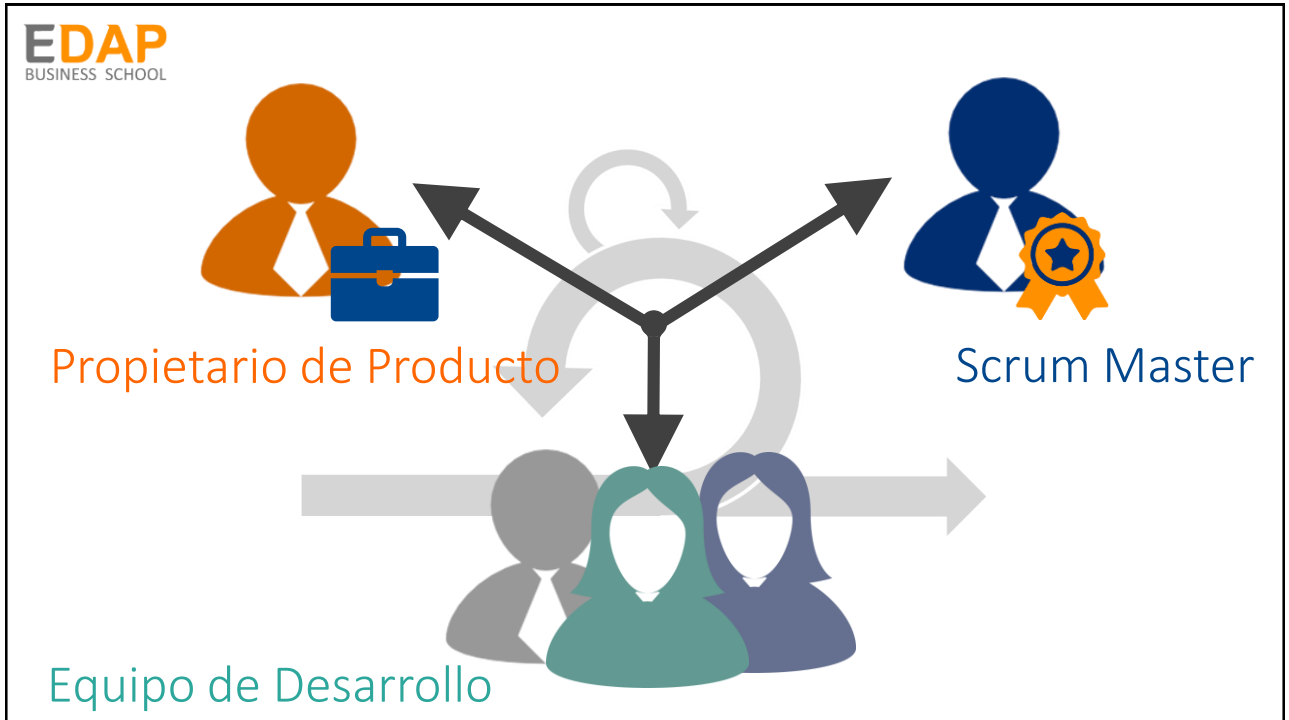 EDAP
BUSINESS SCHOOL
Propietario de Producto
Scrum Master
Equipo de Desarrollo